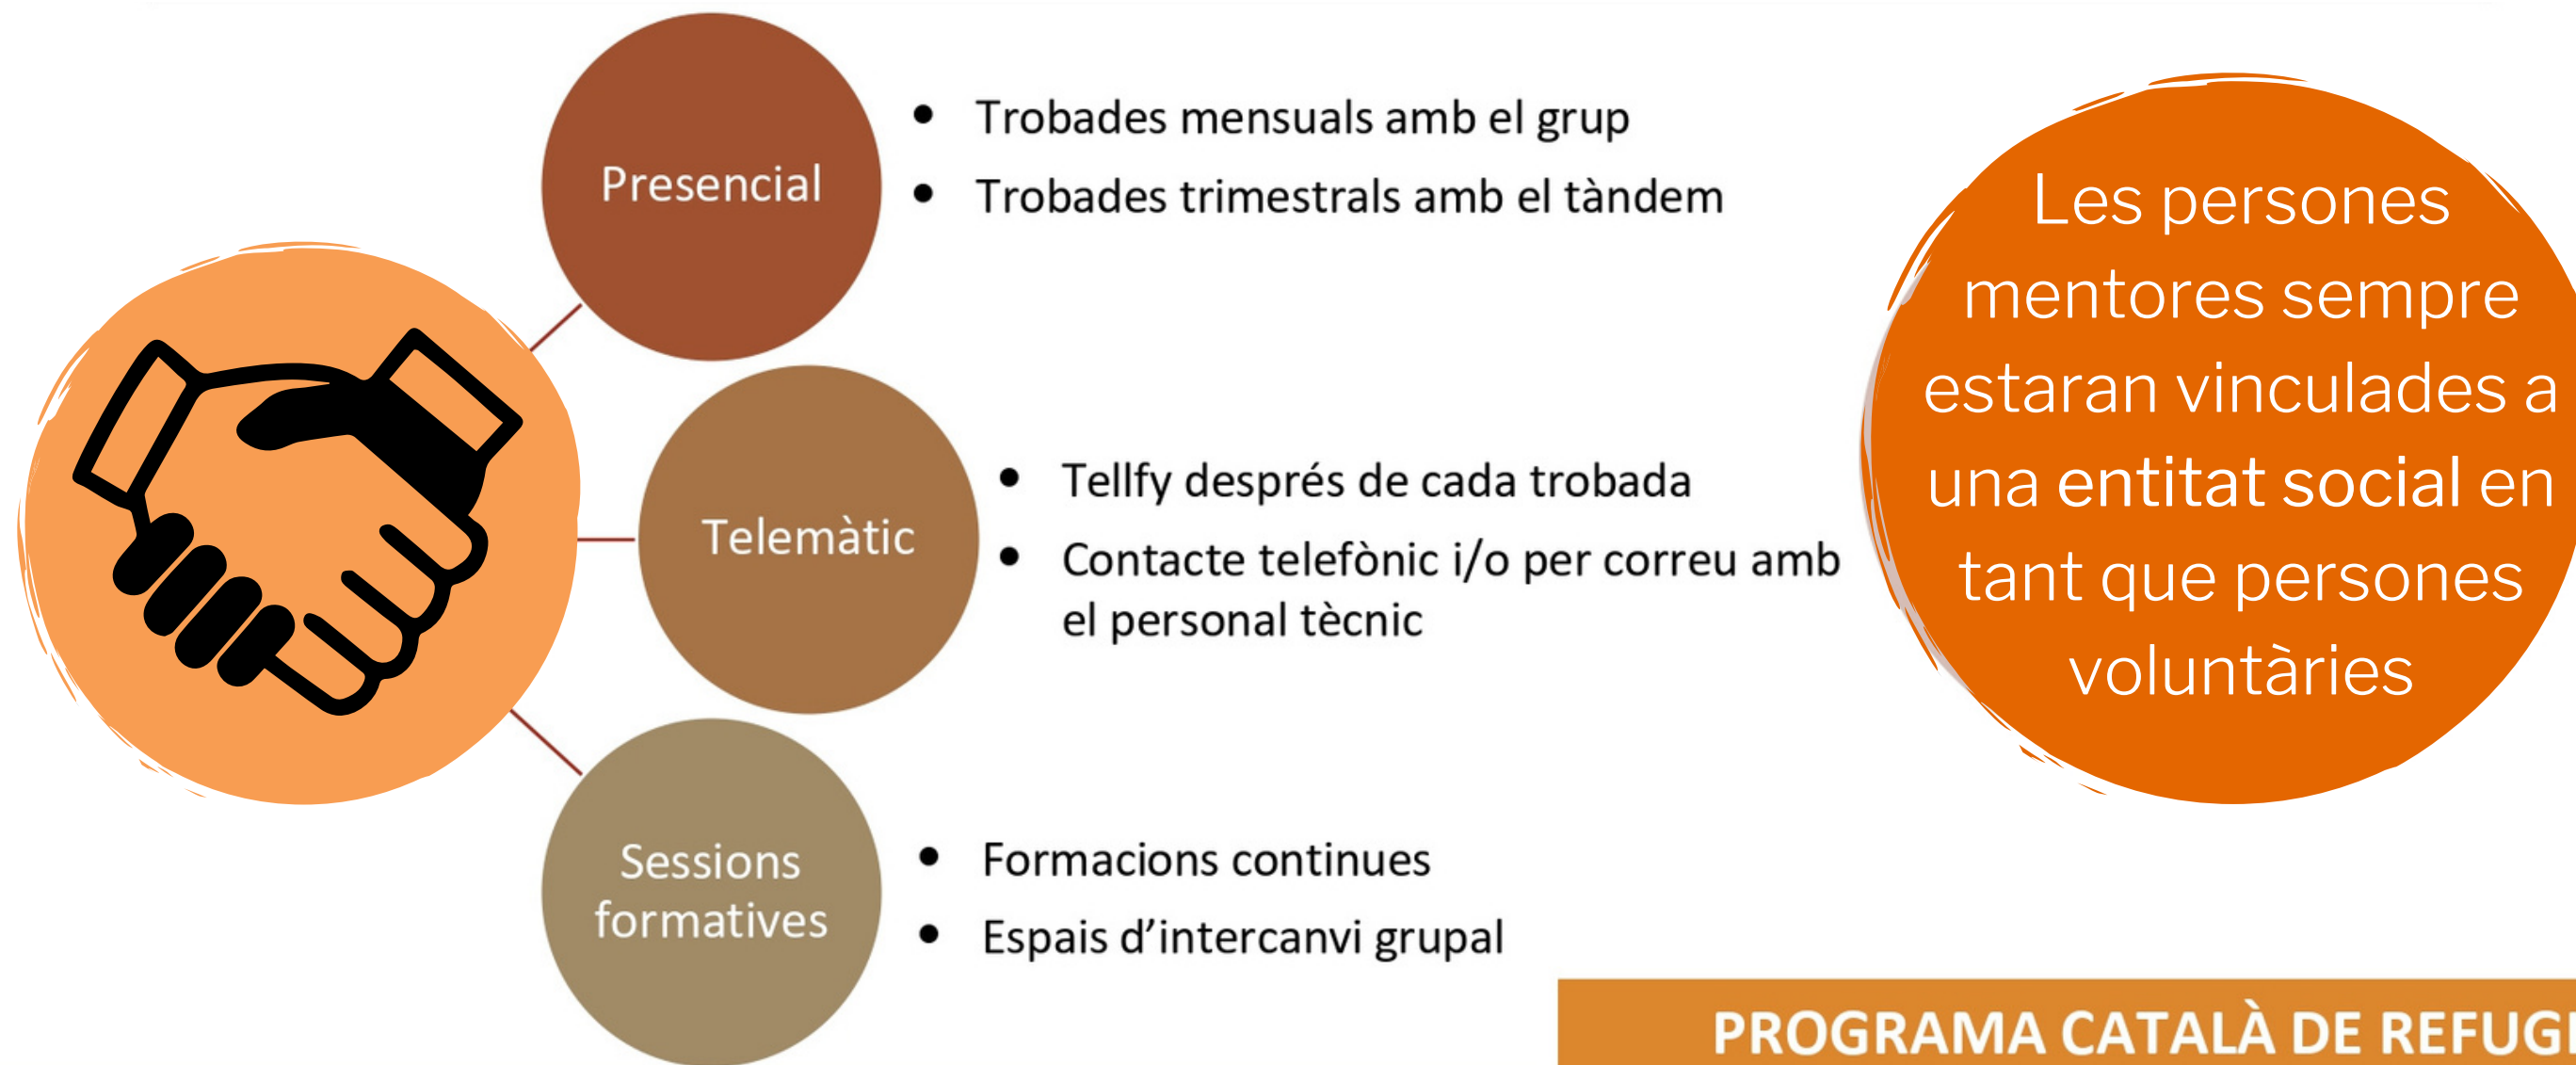 Presencial
• Trobades mensuals amb el grup
• Trobades trimestrals amb el tàndem
Telemàtic
• Tellfy després de cada trobada
• Contacte telefònic i/o per correu amb
el personal tècnic
Sessions
formatives
• Formacions continues
• Espais d’intercanvi grupal
Les persones
mentores sempre
estaran vinculades a
una entitat social en
tant que persones
voluntàries
PROGRAMA CATALÀ DE REFUGI